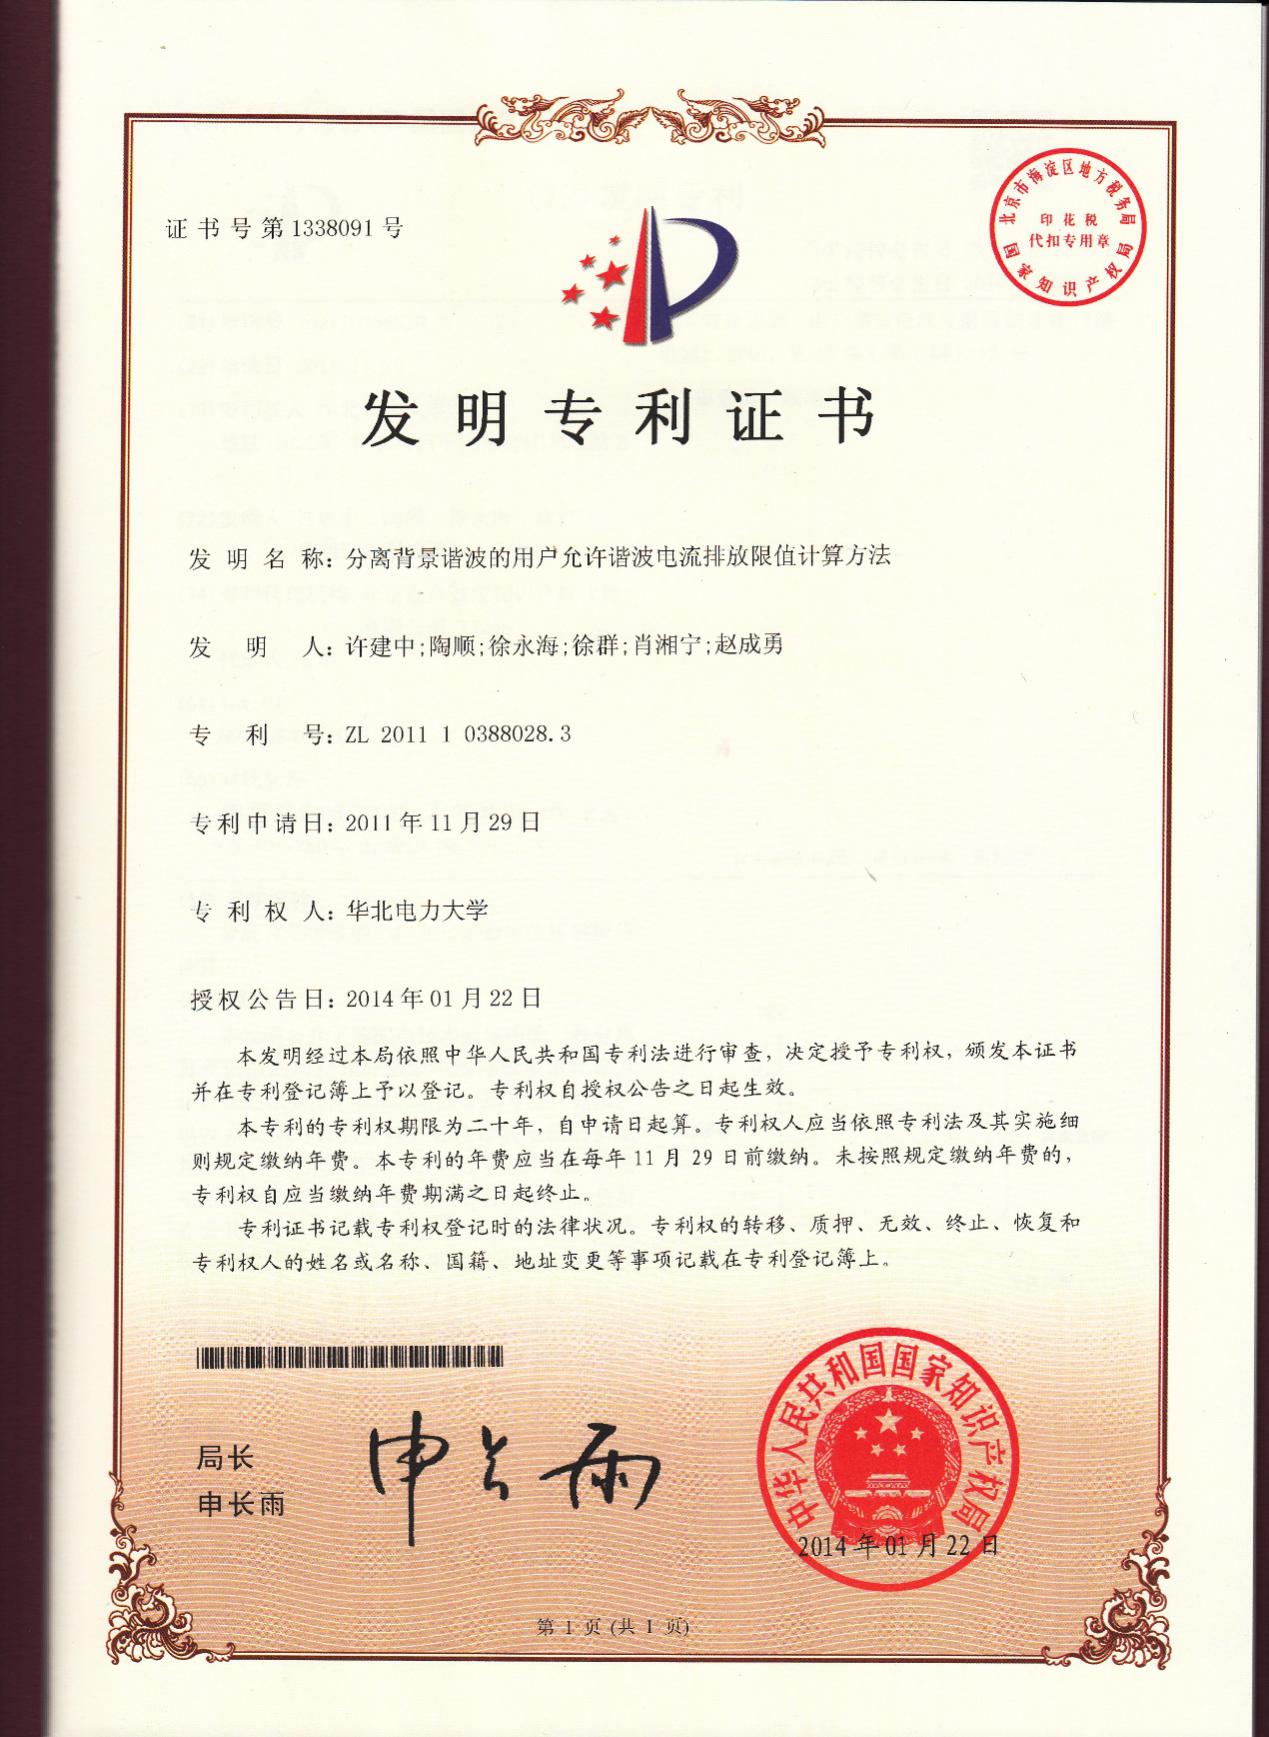 证书号第1338091号
北京市海淀区地方税务局
印花税
代扣专用章
国家知识产权局
发明专利证书
发明名称：分离背景谐波的用户允许谐波电流排放限值计算方法
发明人：许建中;陶顺;徐永海;徐群;肖湘宁;赵成勇
专利号：ZL 2011 1 0388028.3
专利申请日：2011年11月29日
专利权人：华北电力大学
授权公告日：2014年01月22日
本发明经过本局依照中华人民共和国专利法进行审查，决定授予专利权，颁发本证书
并在专利登记簿上予以登记。专利权自授权公告之日起生效。
本专利的专利权期限为二十年，自申请日起算。专利权人应当依照专利法及其实施细
则规定缴纳年费。本专利的年费应当在每年11月29日前缴纳。未按照规定缴纳年费的，
专利权自应当缴纳年费期满之日起终止。
专利证书记载专利权登记时的法律状况。专利权的转移、质押、无效、终止、恢复和
专利权人的姓名或名称、国籍、地址变更等事项记载在专利登记簿上。
局长
申长雨
申长雨
中华人民共和国国家知识产权局
2014年01月22日
第1页(共1页)